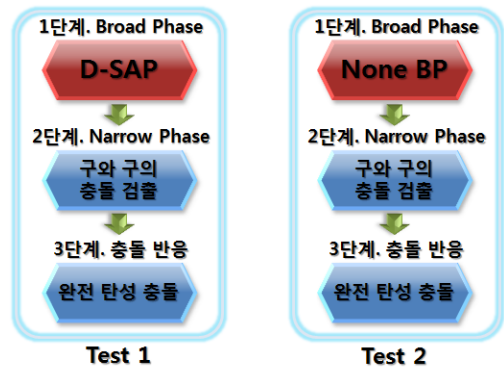 1단계. Broad Phase
D-SAP
2단계. Narrow Phase
구와 구의
충돌 검출
3단계. 충돌 반응
완전 탄성 충돌
Test 1
1단계. Broad Phase
None BP
2단계. Narrow Phase
구와 구의
충돌 검출
3단계. 충돌 반응
완전 탄성 충돌
Test 2